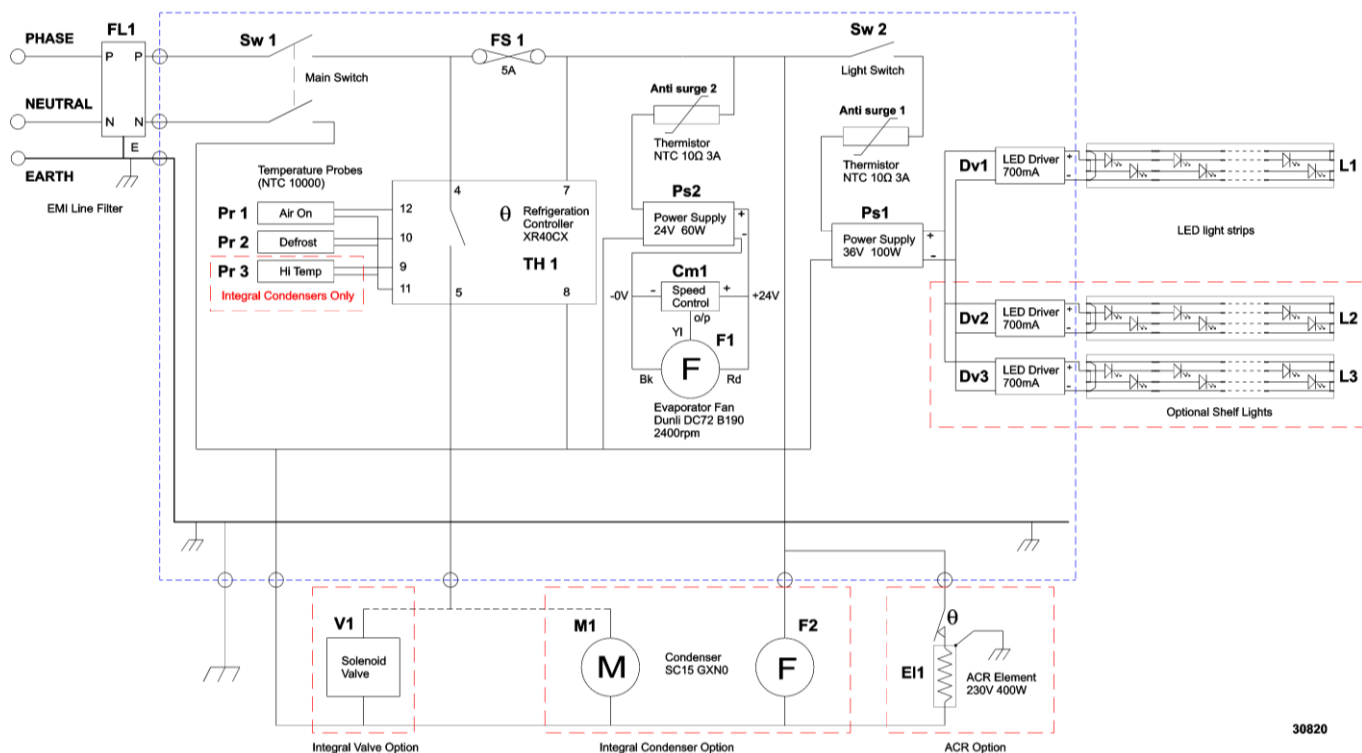 PHASE
FL1
P P
NEUTRAL
N N
E
EARTH
EMI Line Filter
Sw 1
Main Switch
FS 1
5A
Sw 2
Light Switch
Anti surge 2
Thermistor
NTC 10Ω 3A
Anti surge 1
Thermistor
NTC 10Ω 3A
Temperature Probes
(NTC 10000)
Pr 1 Air On
Pr 2 Defrost
Pr 3 Hi Temp
Integral Condensers Only
12
10
9
11
4
7
θ
Refrigeration
Controller
XR40CX
TH 1
5
8
Ps2
Power Supply
24V 60W
+
-
Cm1
-0V - Speed
Control + +24V
o/p
Yl
F1
F
Bk Rd
Evaporator Fan
Dunli DC72 B190
2400rpm
Ps1
Power Supply
36V 100W
+
-
Dv1 LED Driver
700mA
+
-
L1
LED light strips
Dv2 LED Driver
700mA
+
-
L2
Dv3 LED Driver
700mA
+
-
L3
Optional Shelf Lights
V1
Solenoid
Valve
Integral Valve Option
M1
M
Condenser
SC15 GXN0
F2
F
Integral Condenser Option
θ
El1
ACR Element
230V 400W
ACR Option
30820